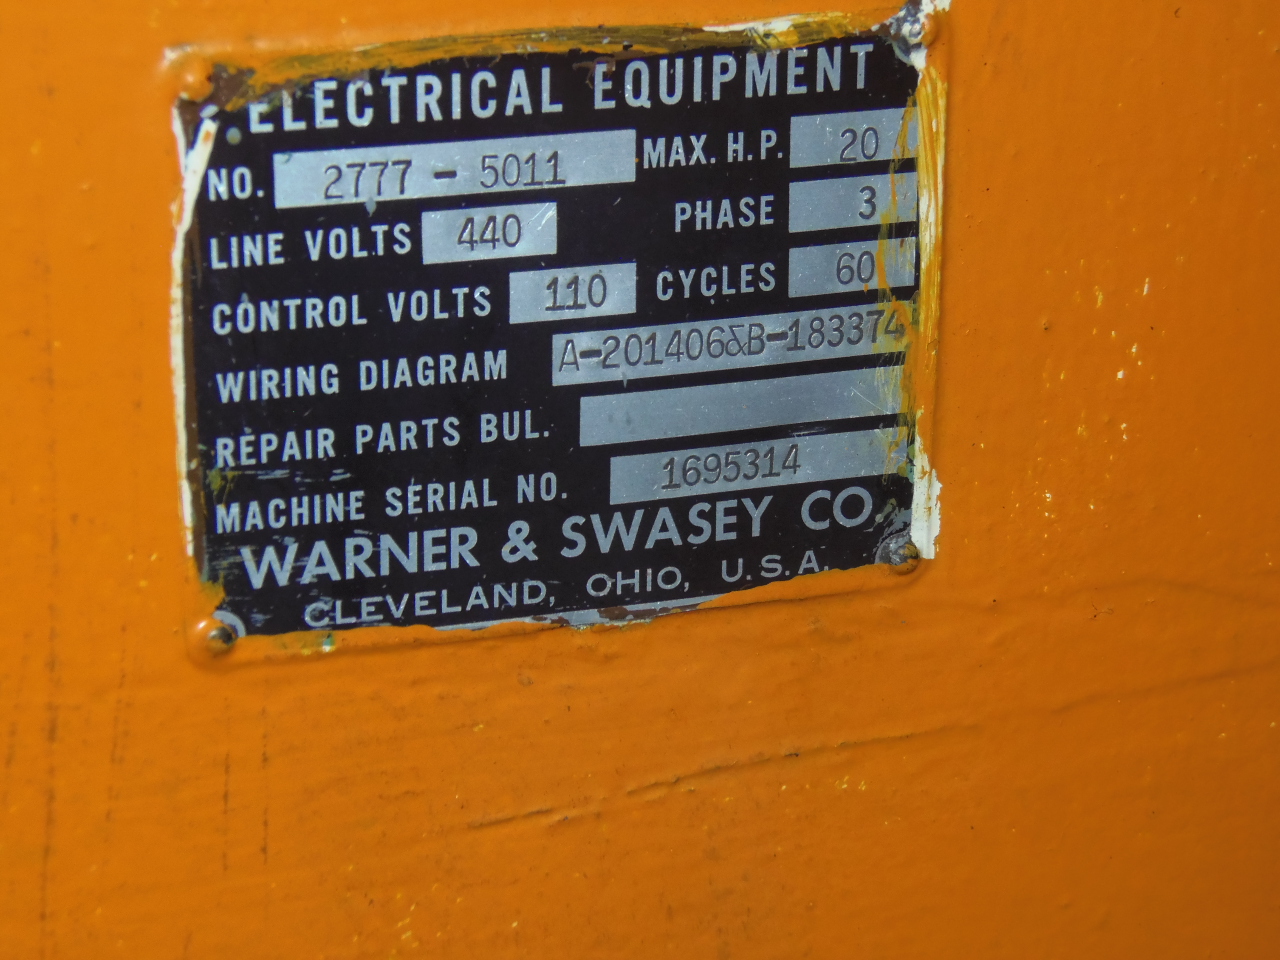 ELECTRICAL EQUIPMENT
NO. 2777 - 5011 MAX. H.P. 20
LINE VOLTS 440 PHASE 3
CONTROL VOLTS 110 CYCLES 60
WIRING DIAGRAM A-201406&B-183374
REPAIR PARTS BUL.
MACHINE SERIAL NO. 1695314
WARNER & SWASEY CO.
CLEVELAND, OHIO, U.S.A.